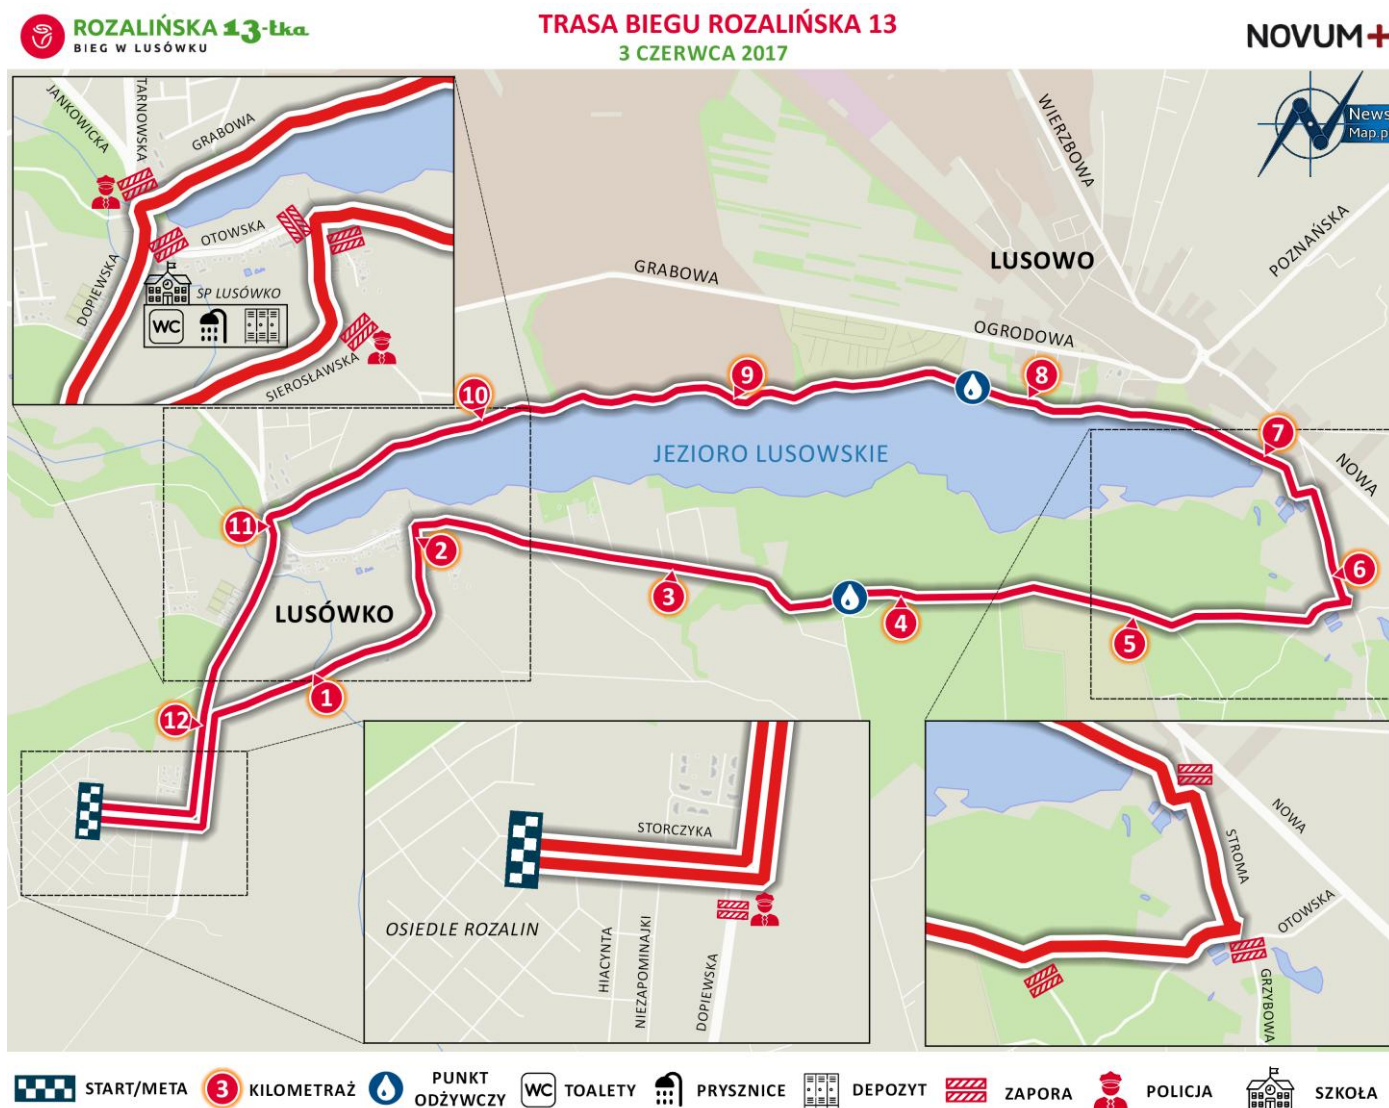 ROZALIŃSKA 13-tka
BIEG W LUSÓWKU
TRASA BIEGU ROZALIŃSKA 13
3 CZERWCA 2017
NOVUM+
News
Map.p
JANKOWICKA
TARNOWSKA
GRABOWA
OTOWSKA
DOPIEWSKA
SP LUSÓWKO
WC
SIEROSŁAWSKA
WIERZBOWA
POZNAŃSKA
LUSOWO
GRABOWA
OGRODOWA
NOWA
JEZIORO LUSOWSKIE
LUSÓWKO
10
9
8
7
11
2
3
4
5
6
1
12
STORCZYKA
OSIEDLE ROZALIN
HIACYNTA
NIEZAPOMINAJKI
DOPIEWSKA
NOWA
STROMA
OTOWSKA
GRZYBOWA
START/META
3 KILOMETRAŻ
PUNKT
ODŻYWCZY
WC TOALETY
PRYSZNICE
DEPOZYT
ZAPORA
POLICJA
SZKOŁA